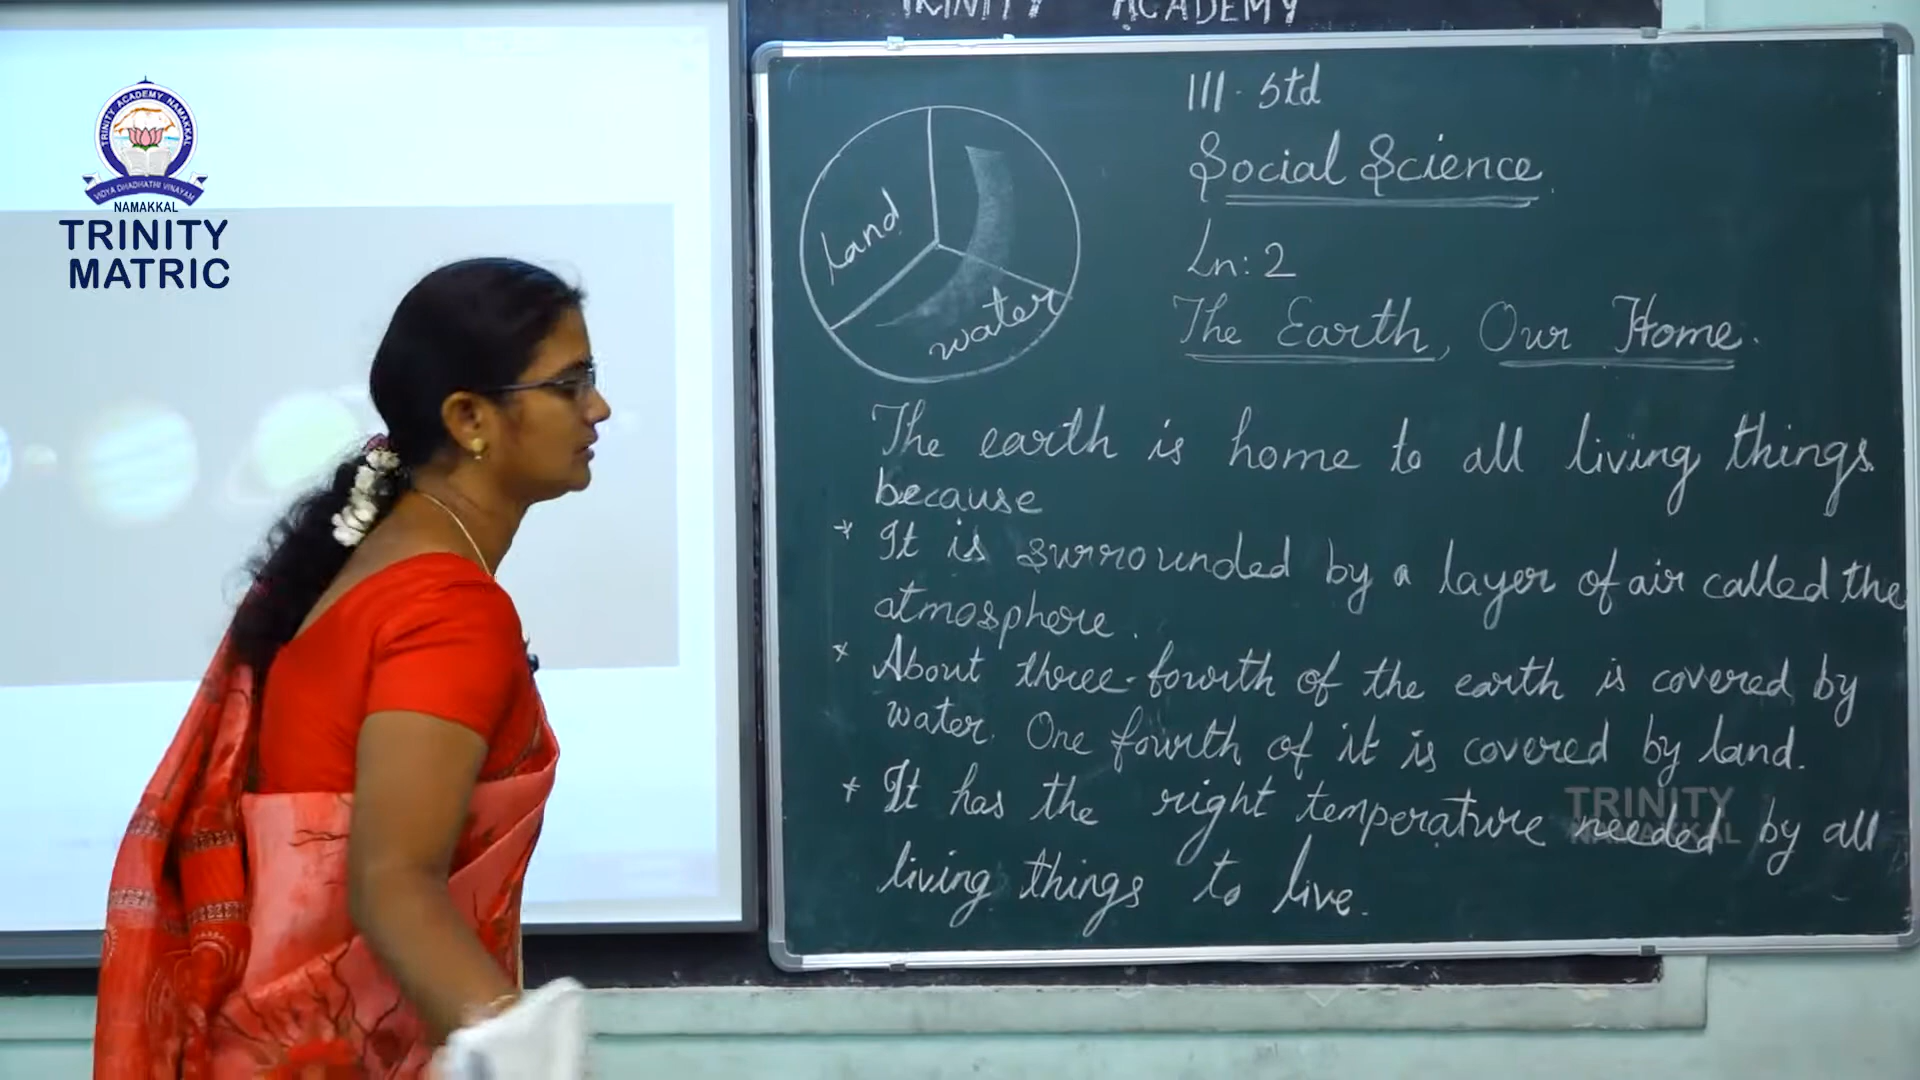 TRINITY ACADEMY
TRINITY ACADEMY NAMAKKAL
VIDYA DHADHATHI VINAYAM
NAMAKKAL
TRINITY
MATRIC
land
water
III. Std
Social Science
Ln: 2
The Earth, Our Home.
The earth is home to all living things
because
* It is surrounded by a layer of air called the
atmosphere.
* About three-fourth of the earth is covered by
water. One fourth of it is covered by land.
* It has the right temperature needed by all
living things to live.
TRINITY
NAMAKKAL